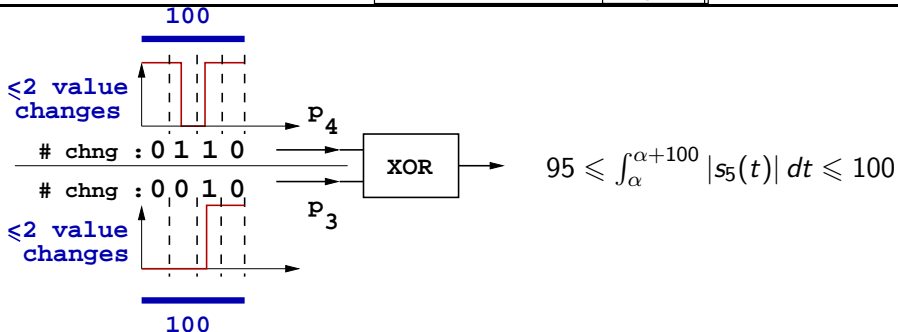 100
⩽2 value
changes
p4
# chng : 0 1 1 0
XOR
95 ⩽ ∫_α^{α+100} |s₅(t)| dt ⩽ 100
# chng : 0 0 1 0
p3
⩽2 value
changes
100